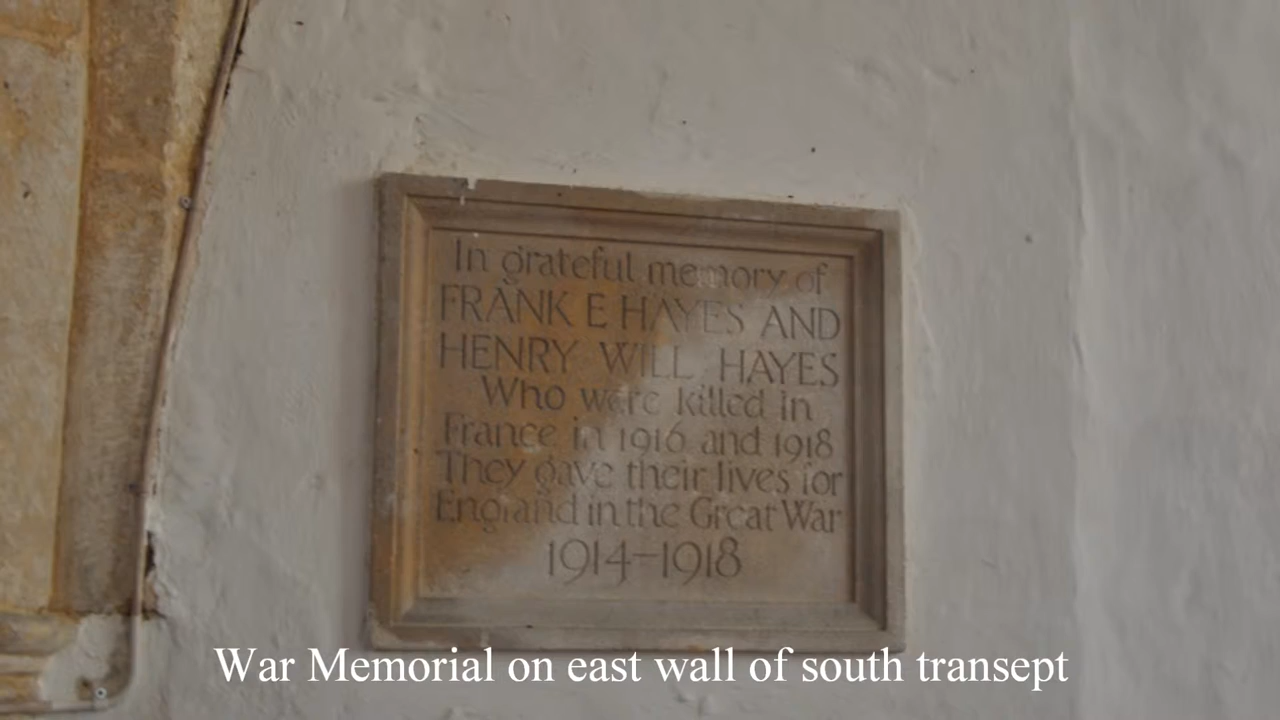 In grateful memory of
FRANK E HAYES AND
HENRY WILL HAYES
Who were killed in
France in 1916 and 1918
They gave their lives for
England in the Great War
1914-1918
War Memorial on east wall of south transept